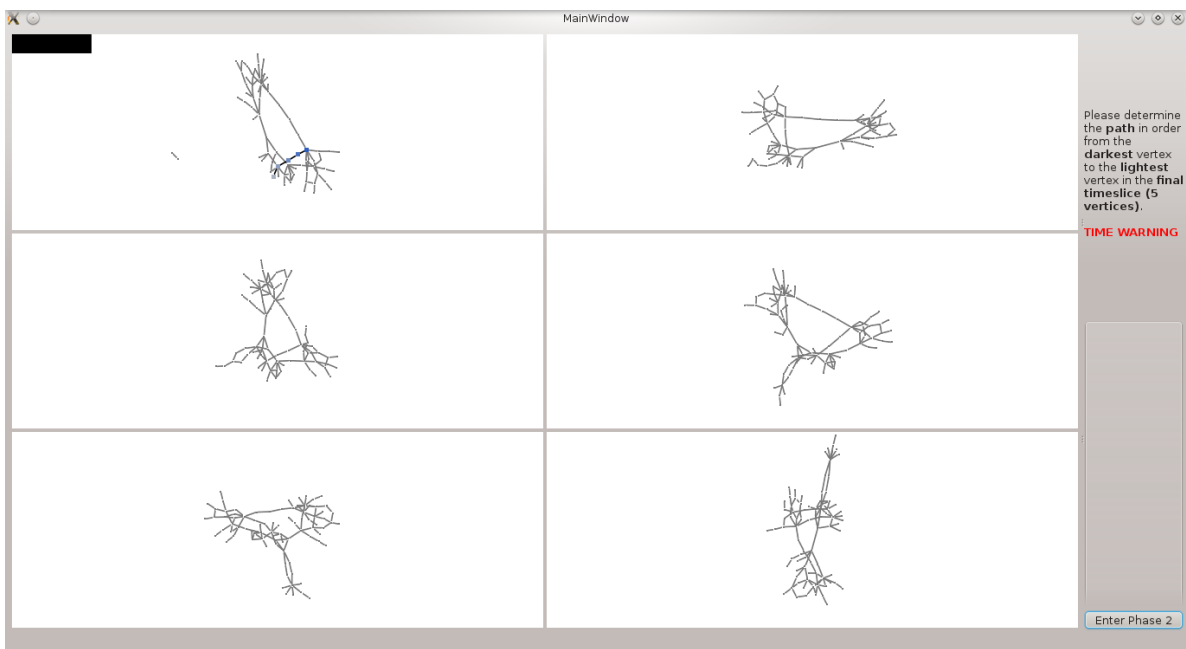 MainWindow
Please determine
the path in order
from the
darkest vertex
to the lightest
vertex in the final
timeslice (5
vertices).
TIME WARNING
Enter Phase 2